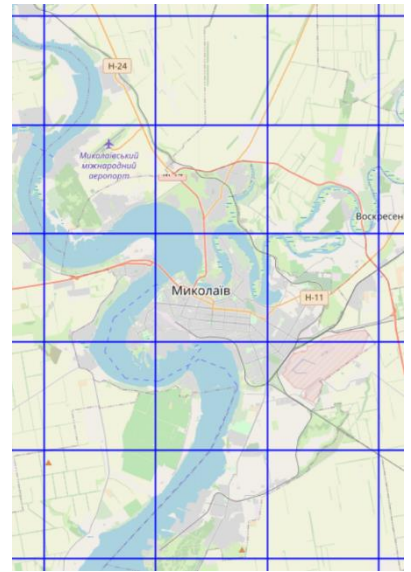 Н-24
Миколаївський
міжнародний
аеропорт
Воскресен
Миколаїв
Н-11